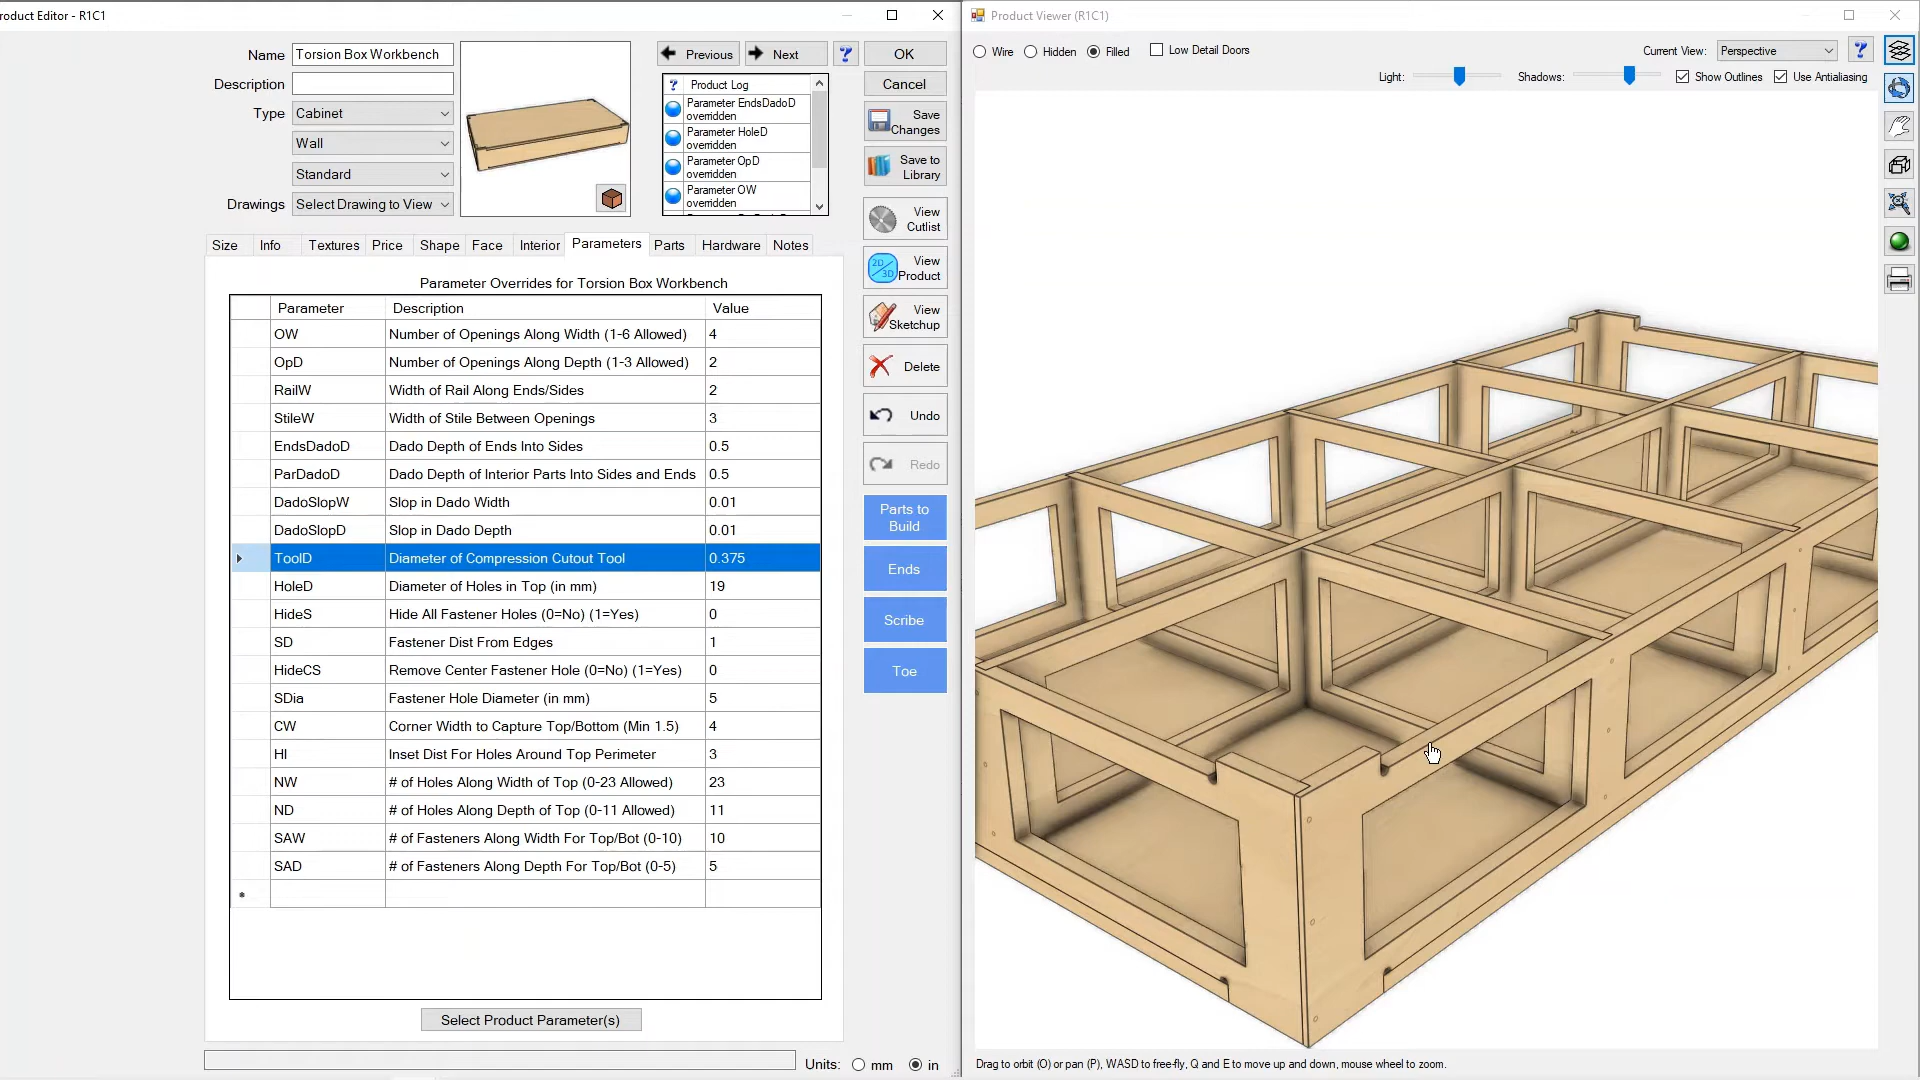 roduct Editor - R1C1
Name Torsion Box Workbench
Description
Type Cabinet
Wall
Standard
Drawings Select Drawing to View
Previous
Next
?
OK
? Product Log
Parameter EndsDadoD
overridden
Parameter HoleD
overridden
Parameter OpD
overridden
Parameter OW
overridden
Cancel
Save
Changes
Save to
Library
View
Cutlist
2D/3D
View
Product
View
Sketchup
Delete
Undo
Redo
Parts to
Build
Ends
Scribe
Toe
Size Info Textures Price Shape Face Interior Parameters Parts Hardware Notes
Parameter Overrides for Torsion Box Workbench
Parameter Description Value
OW Number of Openings Along Width (1-6 Allowed) 4
OpD Number of Openings Along Depth (1-3 Allowed) 2
RailW Width of Rail Along Ends/Sides 2
StileW Width of Stile Between Openings 3
EndsDadoD Dado Depth of Ends Into Sides 0.5
ParDadoD Dado Depth of Interior Parts Into Sides and Ends 0.5
DadoSlopW Slop in Dado Width 0.01
DadoSlopD Slop in Dado Depth 0.01
ToolD Diameter of Compression Cutout Tool 0.375
HoleD Diameter of Holes in Top (in mm) 19
HideS Hide All Fastener Holes (0=No) (1=Yes) 0
SD Fastener Dist From Edges 1
HideCS Remove Center Fastener Hole (0=No) (1=Yes) 0
SDia Fastener Hole Diameter (in mm) 5
CW Corner Width to Capture Top/Bottom (Min 1.5) 4
HI Inset Dist For Holes Around Top Perimeter 3
NW # of Holes Along Width of Top (0-23 Allowed) 23
ND # of Holes Along Depth of Top (0-11 Allowed) 11
SAW # of Fasteners Along Width For Top/Bot (0-10) 10
SAD # of Fasteners Along Depth For Top/Bot (0-5) 5
*
Select Product Parameter(s)
Units: mm in
Product Viewer (R1C1)
Wire Hidden Filled Low Detail Doors
Current View: Perspective ?
Light: Shadows: Show Outlines Use Antialiasing
Drag to orbit (O) or pan (P), WASD to free-fly, Q and E to move up and down, mouse wheel to zoom.